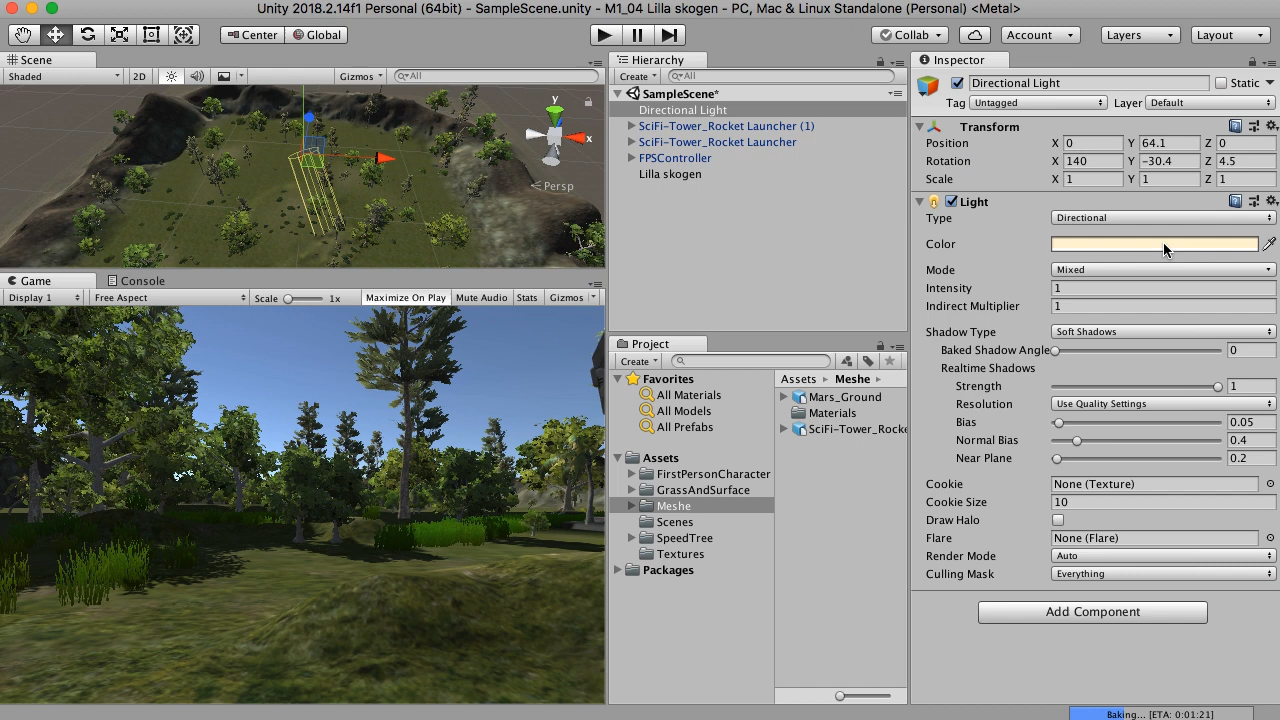 Unity 2018.2.14f1 Personal (64bit) - SampleScene.unity - M1_04 Lilla skogen - PC, Mac & Linux Standalone (Personal) <Metal>
Center Global Collab Account Layers Layout
Scene
Shaded 2D Gizmos All
y
x
Persp
Game Console
Display 1 Free Aspect Scale 1x Maximize On Play Mute Audio Stats Gizmos
Hierarchy
Create All
SampleScene*
Directional Light
SciFi-Tower_Rocket Launcher (1)
SciFi-Tower_Rocket Launcher
FPSController
Lilla skogen
Project
Create
Favorites
All Materials
All Models
All Prefabs
Assets
FirstPersonCharacter
GrassAndSurface
Meshe
Scenes
SpeedTree
Textures
Packages
Assets Meshe
Mars_Ground
Materials
SciFi-Tower_Rocke
Inspector
Directional Light Static
Tag Untagged Layer Default
Transform
Position X 0 Y 64.1 Z 0
Rotation X 140 Y -30.4 Z 4.5
Scale X 1 Y 1 Z 1
Light
Type Directional
Color
Mode Mixed
Intensity 1
Indirect Multiplier 1
Shadow Type Soft Shadows
Baked Shadow Angle 0
Realtime Shadows
Strength 1
Resolution Use Quality Settings
Bias 0.05
Normal Bias 0.4
Near Plane 0.2
Cookie None (Texture)
Cookie Size 10
Draw Halo
Flare None (Flare)
Render Mode Auto
Culling Mask Everything
Add Component
Baking... [ETA: 0:01:21]